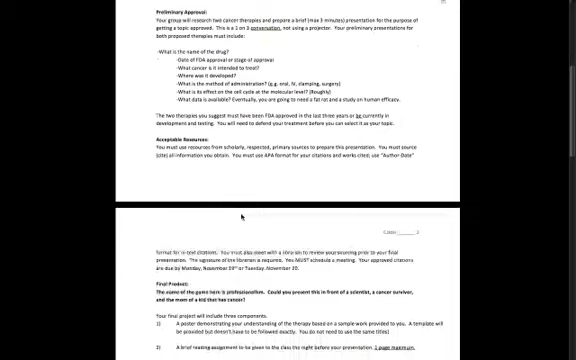 Preliminary Approval:
Your group will research two cancer therapies and prepare a brief (max 3 minutes) presentation for the purpose of
getting a topic approved. This is a 1 on 3 conversation, not using a projector. Your preliminary presentations for
both proposed therapies must include:
-What is the name of the drug?
-Date of FDA approval or stage of approval
-What cancer is it intended to treat?
-Where was it developed?
-What is the method of administration? (e.g. oral, IV, clamping, surgery)
-What is its effect on the cell cycle at the molecular level? (Roughly)
-What data is available? Eventually, you are going to need a fat rat and a study on human efficacy.
The two therapies you suggest must have been FDA approved in the last three years or be currently in
development and testing. You will need to defend your treatment before you can select it as your topic.
Acceptable Resources:
You must use resources from scholarly, respected, primary sources to prepare this presentation. You must source
(cite) all information you obtain. You must use APA format for your citations and works cited, use "Author-Date"
2
format for in-text citations. You must also meet with a librarian to review your sourcing prior to your final
presentation. The signature of the librarian is required. You MUST schedule a meeting. Your approved citations
are due by Monday, November 19th or Tuesday, November 20.
Final Product:
The name of the game here is professionalism. Could you present this in front of a scientist, a cancer survivor,
and the mom of a kid that has cancer?
Your final project will include three components.
1) A poster demonstrating your understanding of the therapy based on a sample work provided to you. A template will
be provided but doesn't have to be followed exactly. You do not need to use the same titles)
2) A brief reading assignment to be given to the class the night before your presentation. 1 page maximum.